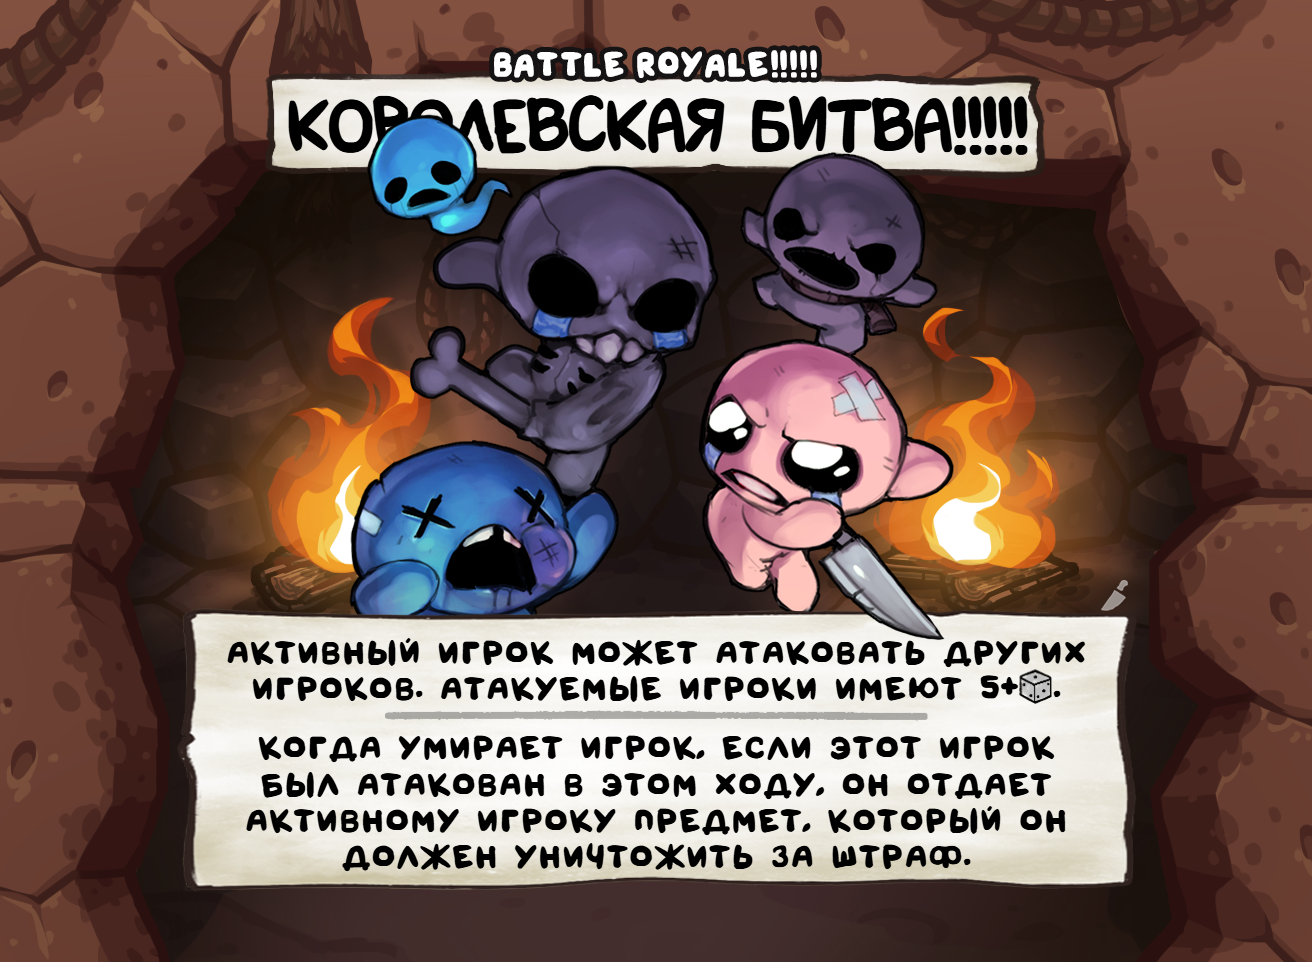 BATTLE ROYALE!!!!!
КОРОЛЕВСКАЯ БИТВА!!!!!
АКТИВНЫЙ ИГРОК МОЖЕТ АТАКОВАТЬ ДРУГИХ
ИГРОКОВ. АТАКУЕМЫЕ ИГРОКИ ИМЕЮТ 5+.
КОГДА УМИРАЕТ ИГРОК, ЕСЛИ ЭТОТ ИГРОК
БЫЛ АТАКОВАН В ЭТОМ ХОДУ, ОН ОТДАЕТ
АКТИВНОМУ ИГРОКУ ПРЕДМЕТ, КОТОРЫЙ ОН
ДОЛЖЕН УНИЧТОЖИТЬ ЗА ШТРАФ.